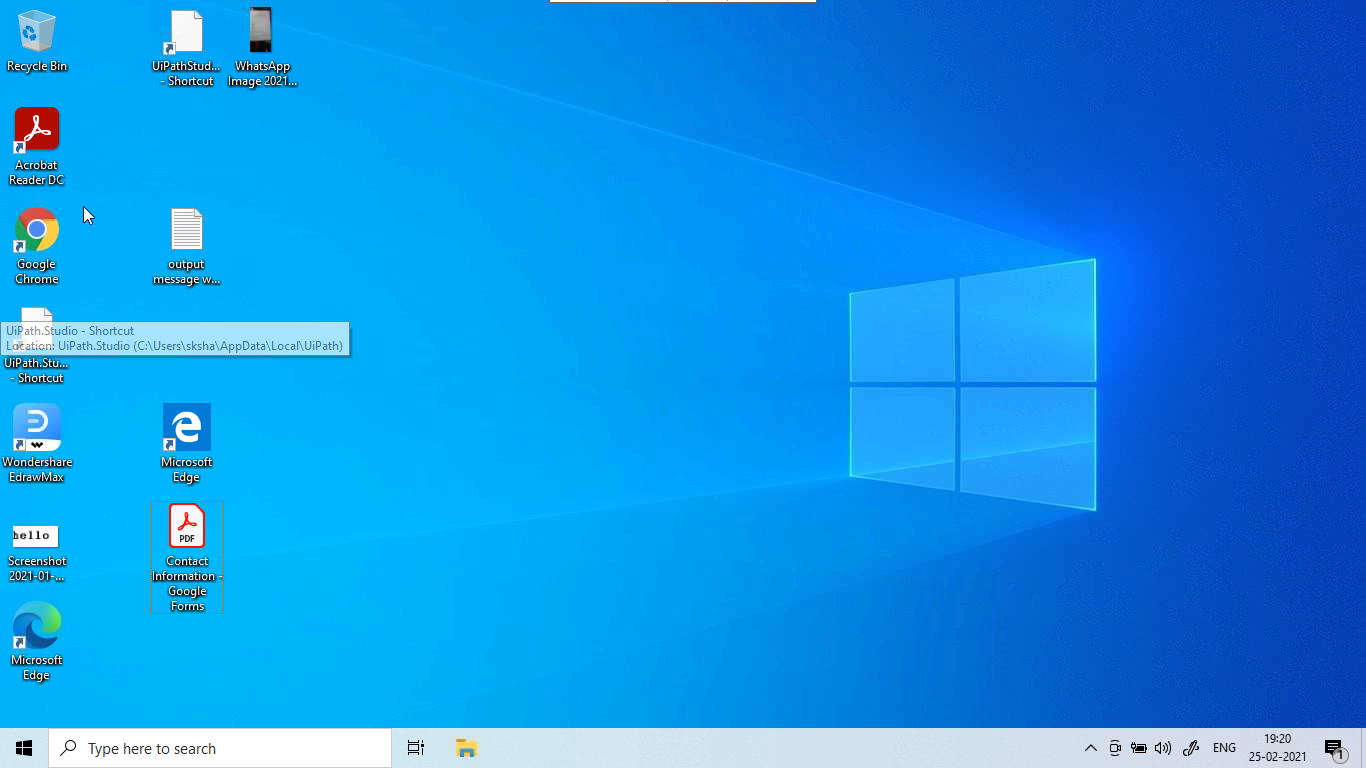 Recycle Bin
UiPathStud...
- Shortcut
WhatsApp
Image 2021...
Acrobat
Reader DC
Google
Chrome
output
message w...
UiPath.Studio - Shortcut
Location: UiPath.Studio (C:\Users\sksha\AppData\Local\UiPath)
UiPath.Stu...
- Shortcut
Wondershare
EdrawMax
Microsoft
Edge
hello
Screenshot
2021-01-...
PDF
Contact
Information -
Google
Forms
Microsoft
Edge
Type here to search
ENG
19:20
25-02-2021
1